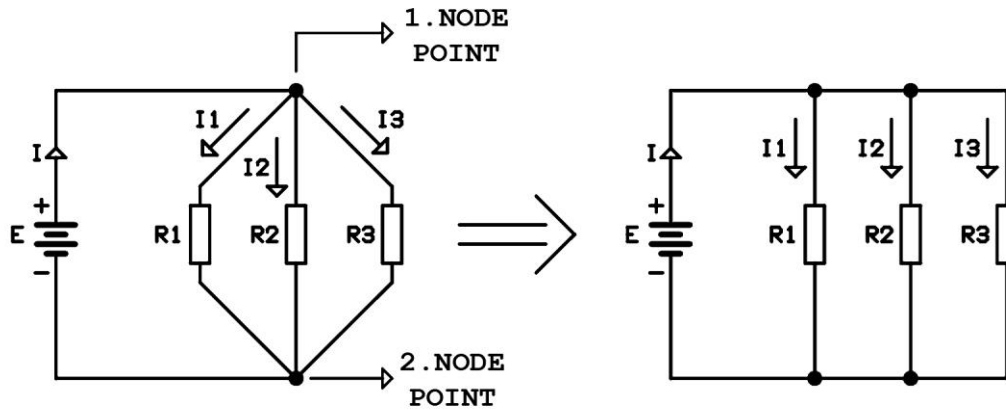 1.NODE
POINT
I1
I3
I2
I
+
E
-
R1
R2
R3
2.NODE
POINT
I
I1
I2
I3
+
E
-
R1
R2
R3